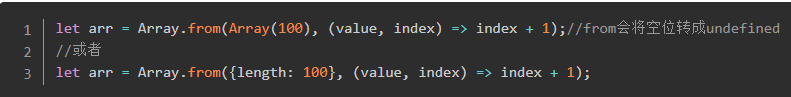 1 let arr = Array.from(Array(100), (value, index) => index + 1);//from会将空位转成undefined
2 //或者
3 let arr = Array.from({length: 100}, (value, index) => index + 1);